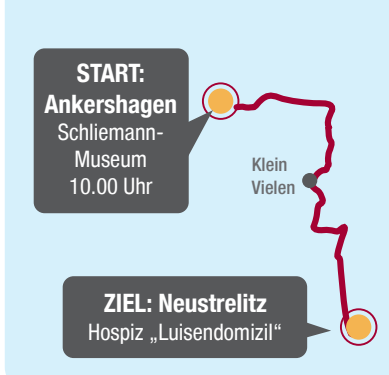 START:
Ankershagen
Schliemann-
Museum
10.00 Uhr
Klein
Vielen
ZIEL: Neustrelitz
Hospiz „Luisendomizil“